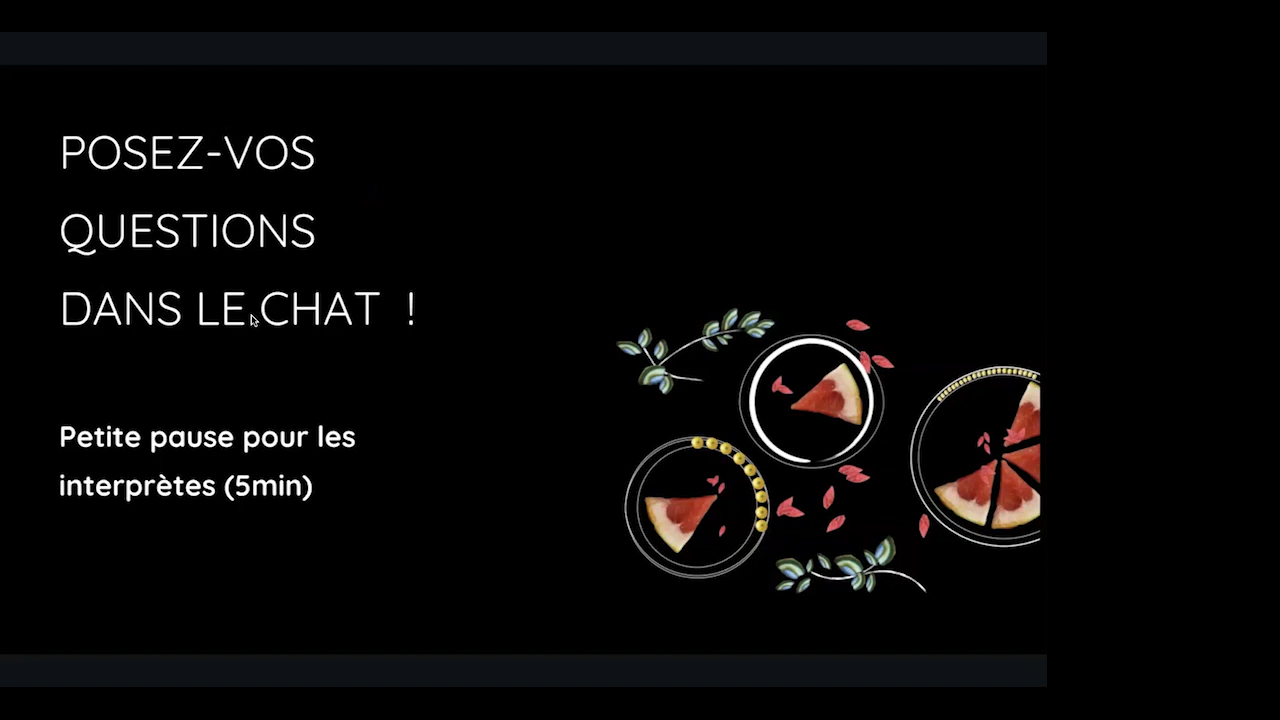 POSEZ-VOS
QUESTIONS
DANS LE CHAT !
Petite pause pour les
interprètes (5min)